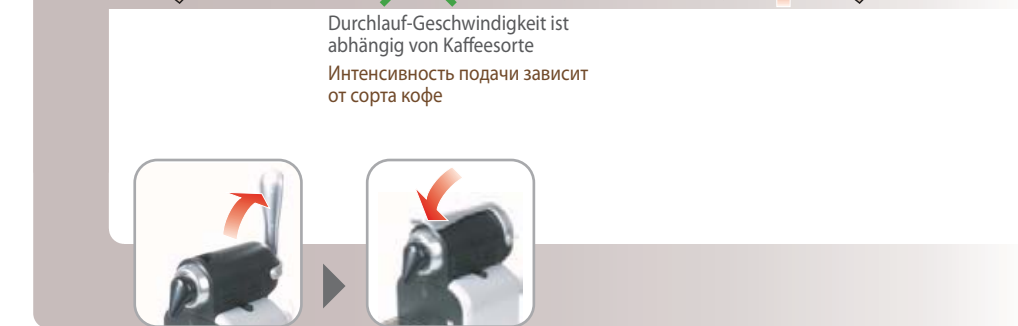 Durchlauf-Geschwindigkeit ist
abhängig von Kaffeesorte
Интенсивность подачи зависит
от сорта кофе